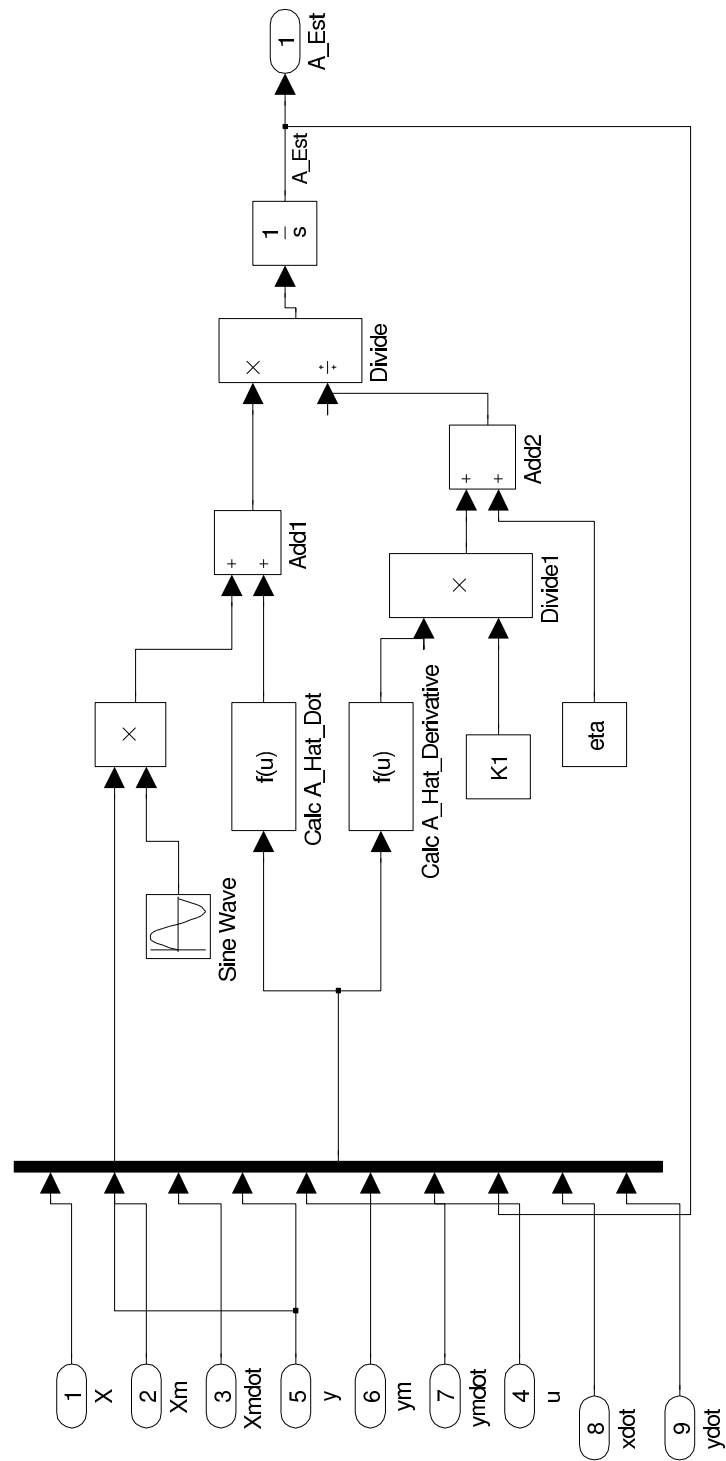 1
X
2
Xm
3
Xmdot
5
y
6
ym
7
ymdot
4
u
8
xdot
9
ydot
Sine Wave
×
f(u)
Calc A_Hat_Dot
f(u)
Calc A_Hat_Derivative
K1
eta
+
+
Add1
×
Divide1
+
+
Add2
×
÷
Divide
1
s
A_Est
1
A_Est